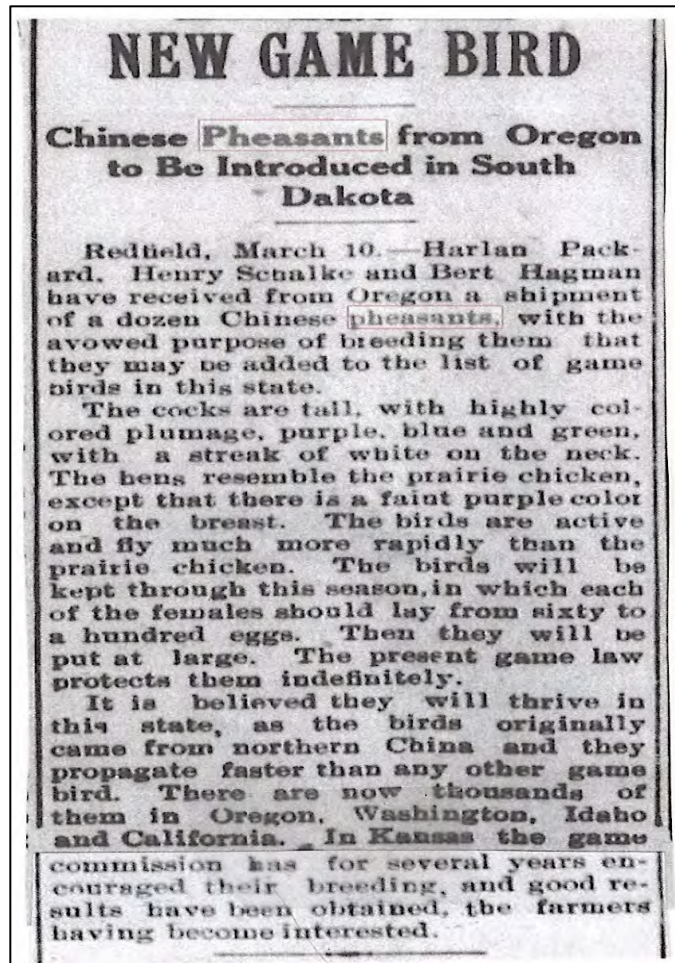 NEW GAME BIRD
Chinese Pheasants from Oregon
to Be Introduced in South
Dakota
Redfield, March 10.—Harlan Pack-
ard, Henry Schalke and Bert Hagman
have received from Oregon a shipment
of a dozen Chinese pheasants, with the
avowed purpose of breeding them that
they may be added to the list of game
birds in this state.
The cocks are tall, with highly col-
ored plumage, purple, blue and green,
with a streak of white on the neck.
The hens resemble the prairie chicken,
except that there is a faint purple color
on the breast. The birds are active
and fly much more rapidly than the
prairie chicken. The birds will be
kept through this season, in which each
of the females should lay from sixty to
a hundred eggs. Then they will be
put at large. The present game law
protects them indefinitely.
It is believed they will thrive in
this state, as the birds originally
came from northern China and they
propagate faster than any other game
bird. There are now thousands of
them in Oregon, Washington, Idaho
and California. In Kansas the game
commission has for several years en-
couraged their breeding, and good re-
sults have been obtained, the farmers
having become interested.